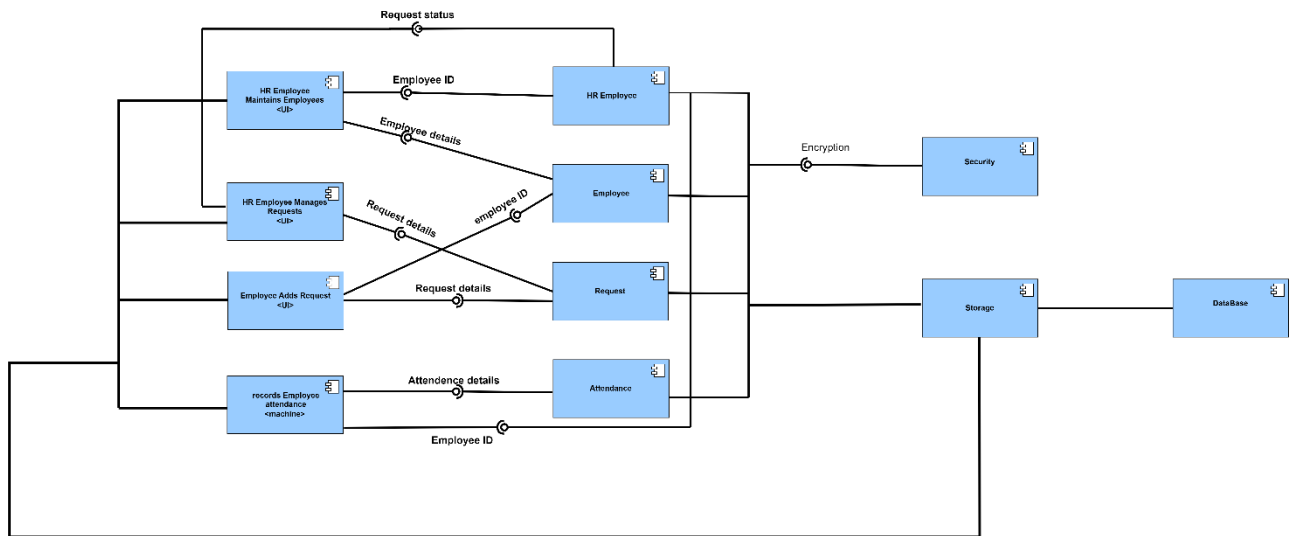 Request status
HR Employee
Maintains Employees
<UI>
Employee ID
HR Employee
Employee details
Encryption
Security
HR Employee Manages
Requests
<UI>
Request details
employee ID
Employee
Employee Adds Request
<UI>
Request details
Request
Storage
DataBase
records Employee
attendance
<machine>
Attendence details
Attendance
Employee ID